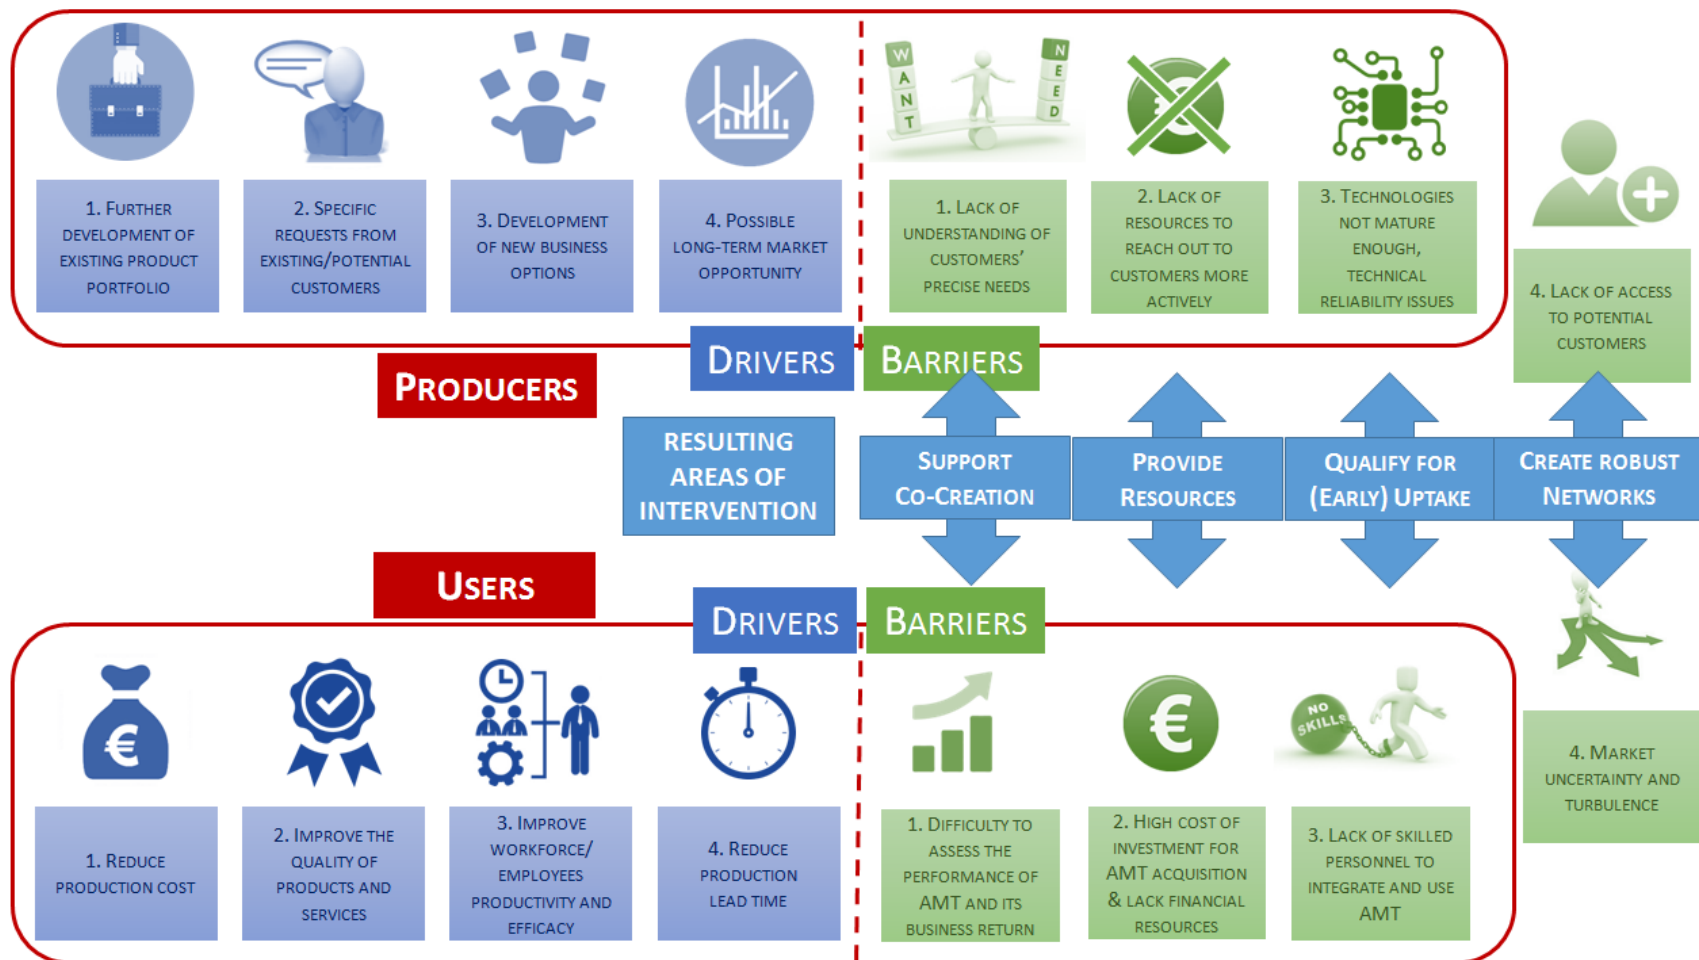 WANT
NEED
1. Further
development of
existing product
portfolio
2. Specific
requests from
existing/potential
customers
3. Development
of new business
options
4. Possible
long-term market
opportunity
1. Lack of
understanding of
customers'
precise needs
2. Lack of
resources to
reach out to
customers more
actively
3. Technologies
not mature
enough,
technical
reliability issues
4. Lack of access
to potential
customers
Drivers
Barriers
Producers
RESULTING
AREAS OF
INTERVENTION
Support
Co-Creation
Provide
Resources
Qualify for
(Early) Uptake
Create robust
Networks
Users
Drivers
Barriers
€
€
NO
SKILLS
1. Reduce
production cost
2. Improve the
quality of
products and
services
3. Improve
workforce/
employees
productivity and
efficacy
4. Reduce
production
lead time
1. Difficulty to
assess the
performance of
AMT and its
business return
2. High cost of
investment for
AMT acquisition
& lack financial
resources
3. Lack of skilled
personnel to
integrate and use
AMT
4. Market
uncertainty and
turbulence